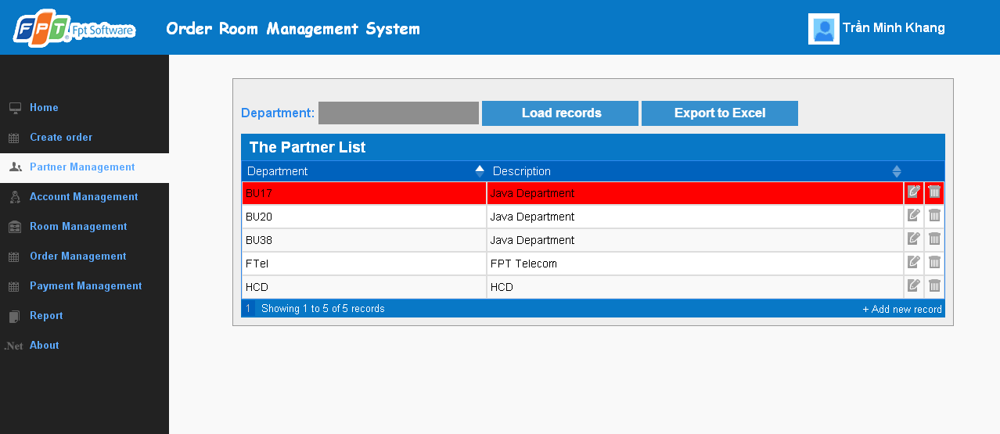 FPT Fpt Software
Order Room Management System
Trần Minh Khang
Home
Create order
Partner Management
Account Management
Room Management
Order Management
Payment Management
Report
.Net About
Department: Load records Export to Excel
The Partner List
Department Description
BU17 Java Department
BU20 Java Department
BU38 Java Department
FTel FPT Telecom
HCD HCD
1 Showing 1 to 5 of 5 records + Add new record